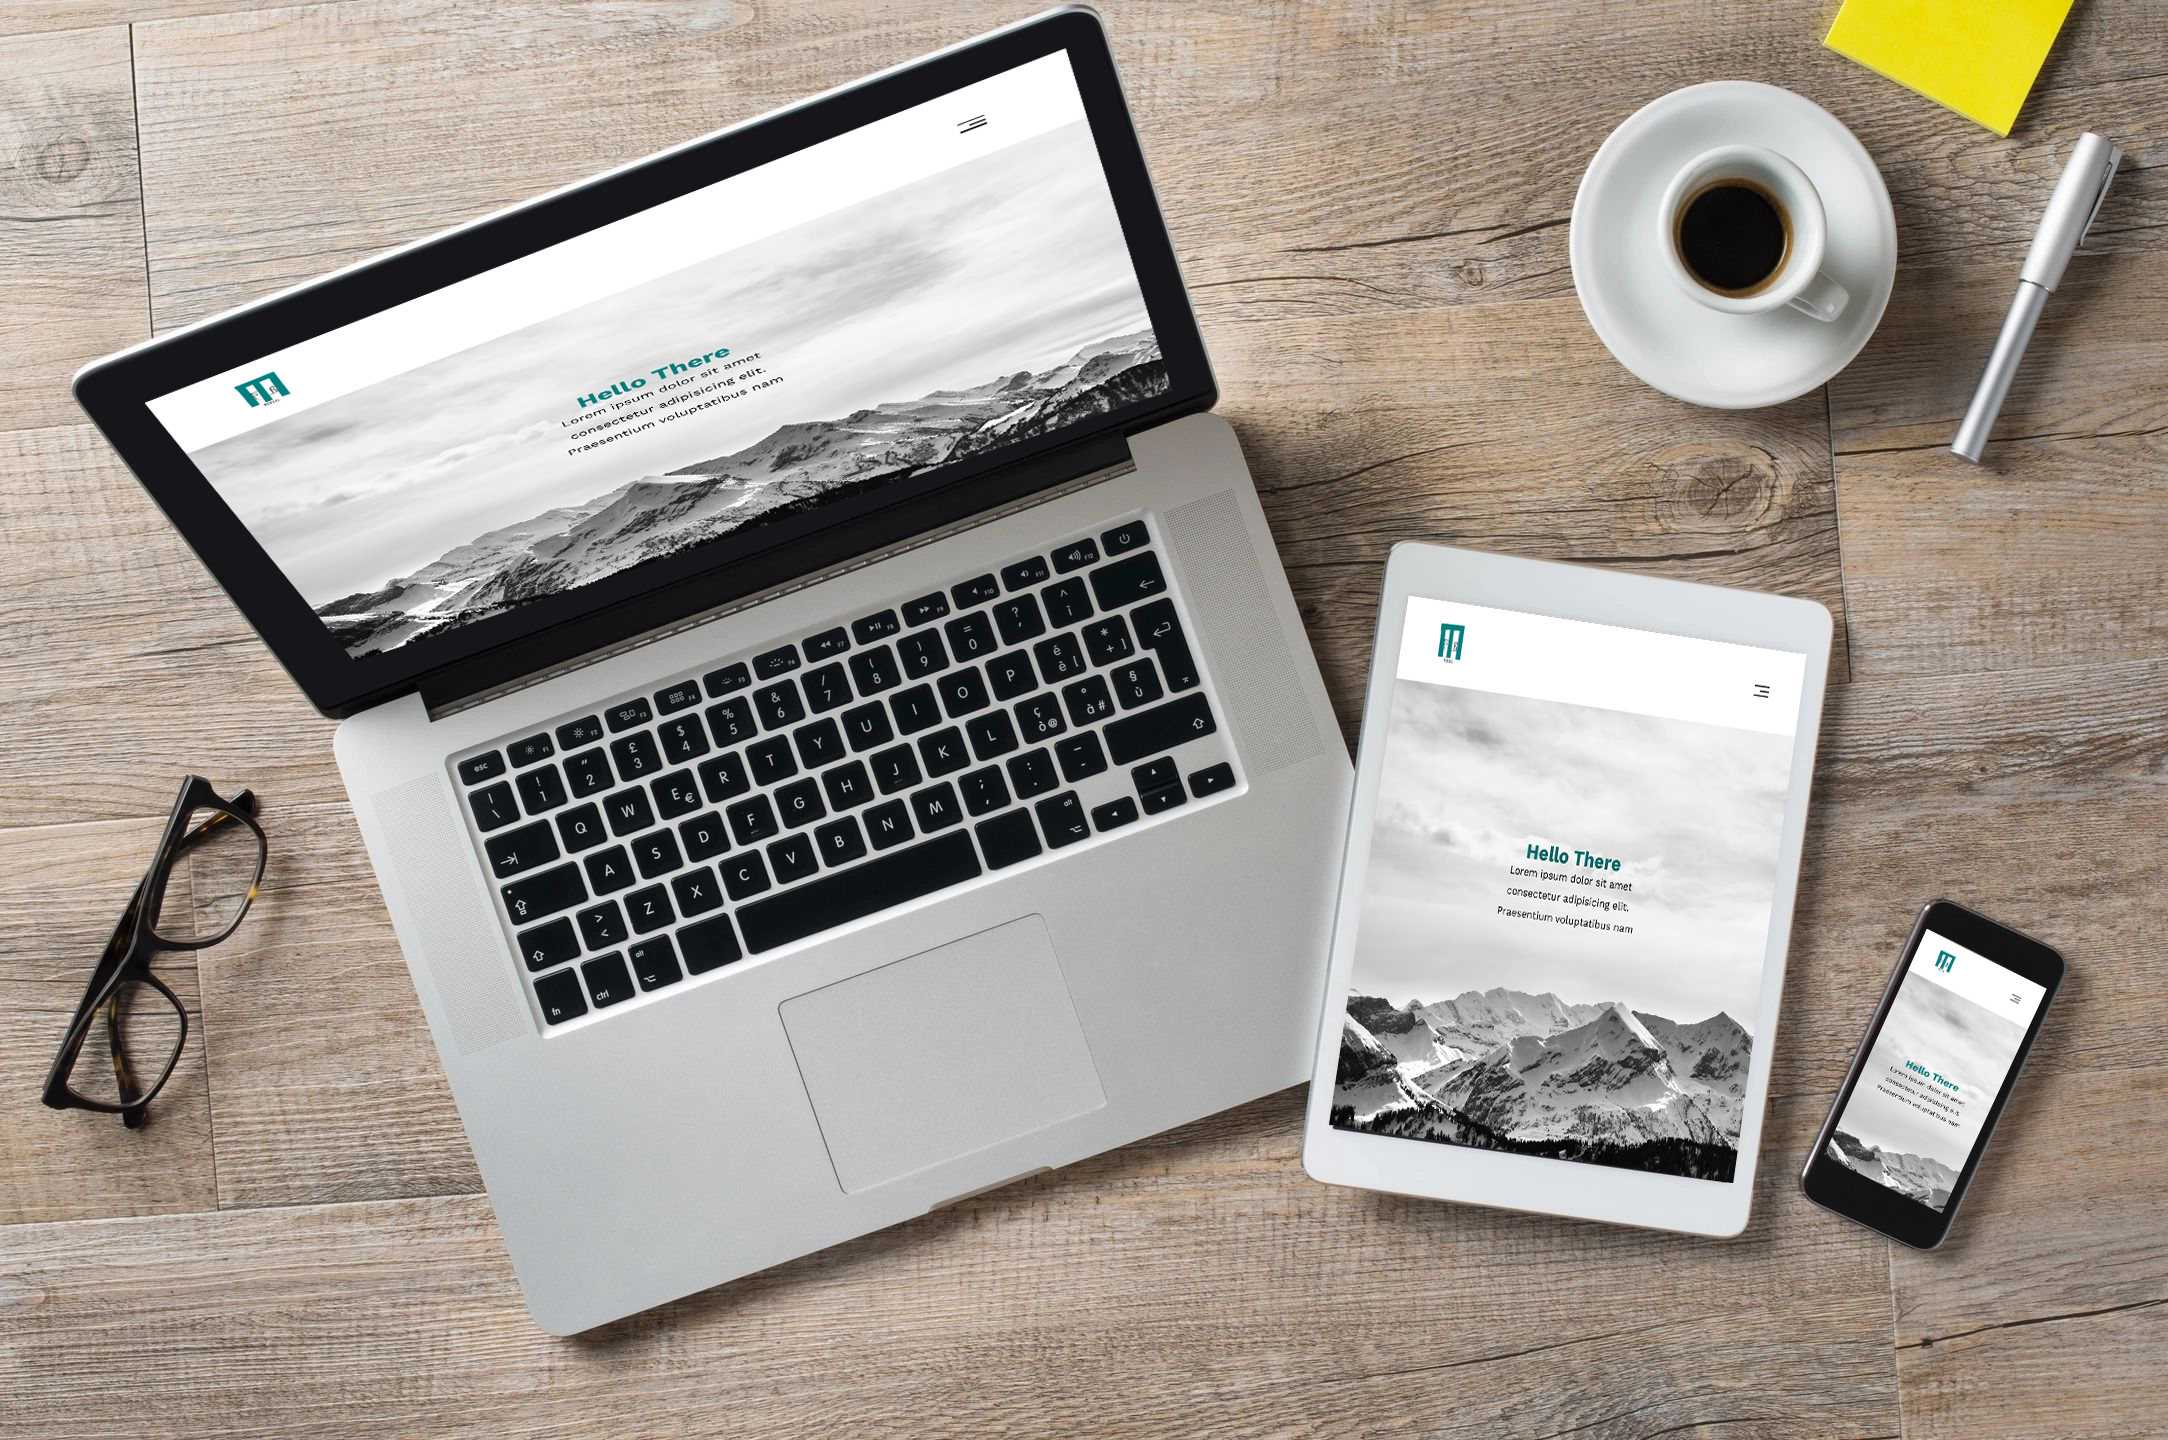 Hello There
Lorem ipsum dolor sit amet
consectetur adipisicing elit.
Praesentium voluptatibus nam
esc F1 F2 F3 F4 F5 F6 F7 F8 F9 F10 F11 F12
| ! " £ $ % & / ( ) = ? ^
\ 1 2 3 4 5 6 7 8 9 0 ' ì
Q W E € R T Y U I O P é è [ * + ]
A S D F G H J K L ç ò @ ° à # § ù
> < Z X C V B N M ; , : . _ -
fn ctrl alt alt
Hello There
Lorem ipsum dolor sit amet
consectetur adipisicing elit.
Praesentium voluptatibus nam
Hello There
Lorem ipsum dolor sit amet
consectetur adipisicing elit.
Praesentium voluptatibus nam